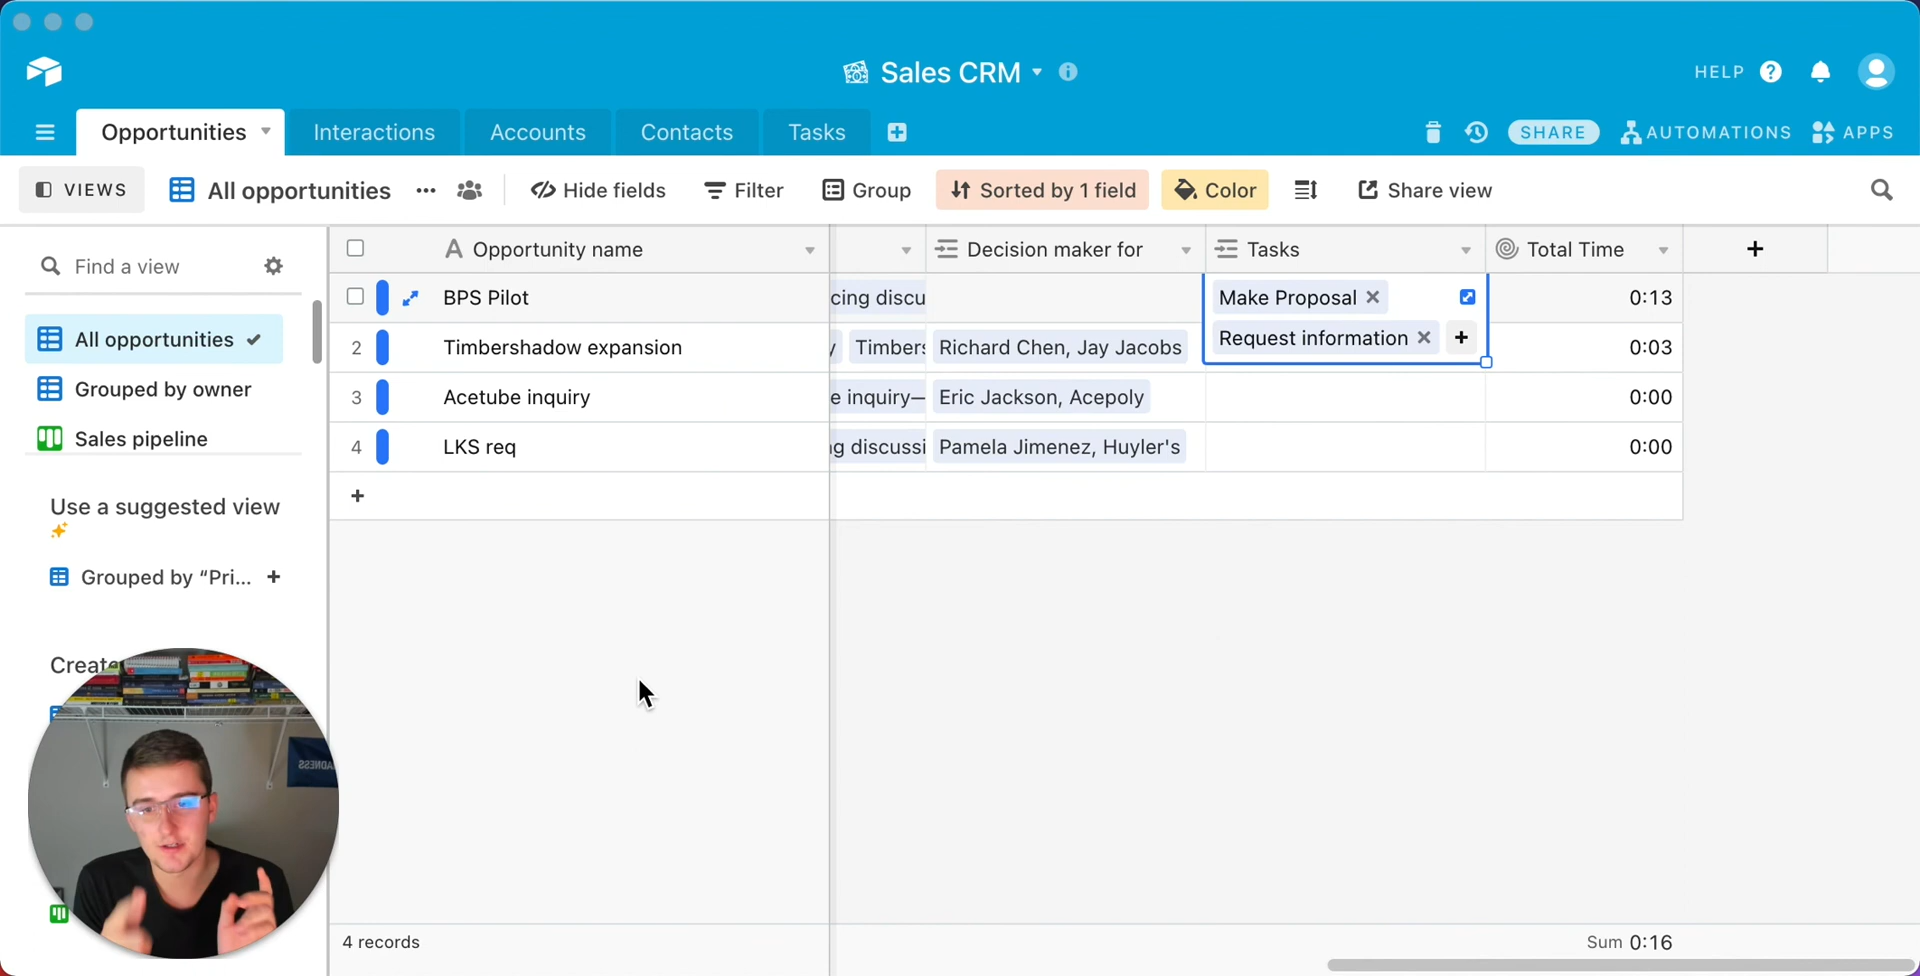 Sales CRM
HELP
Opportunities Interactions Accounts Contacts Tasks
SHARE AUTOMATIONS APPS
VIEWS All opportunities Hide fields Filter Group Sorted by 1 field Color Share view
Find a view
All opportunities
Grouped by owner
Sales pipeline
Use a suggested view
Grouped by “Pri...
Create
Opportunity name Decision maker for Tasks Total Time
BPS Pilot cing discu Make Proposal 0:13
Request information
2 Timbershadow expansion y Timbers Richard Chen, Jay Jacobs 0:03
3 Acetube inquiry e inquiry— Eric Jackson, Acepoly 0:00
4 LKS req g discussi Pamela Jimenez, Huyler's 0:00
4 records
Sum 0:16